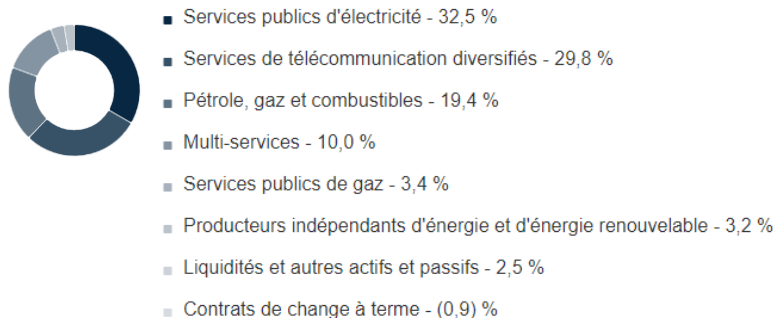 Services publics d'électricité - 32,5 %
Services de télécommunication diversifiés - 29,8 %
Pétrole, gaz et combustibles - 19,4 %
Multi-services - 10,0 %
Services publics de gaz - 3,4 %
Producteurs indépendants d'énergie et d'énergie renouvelable - 3,2 %
Liquidités et autres actifs et passifs - 2,5 %
Contrats de change à terme - (0,9) %